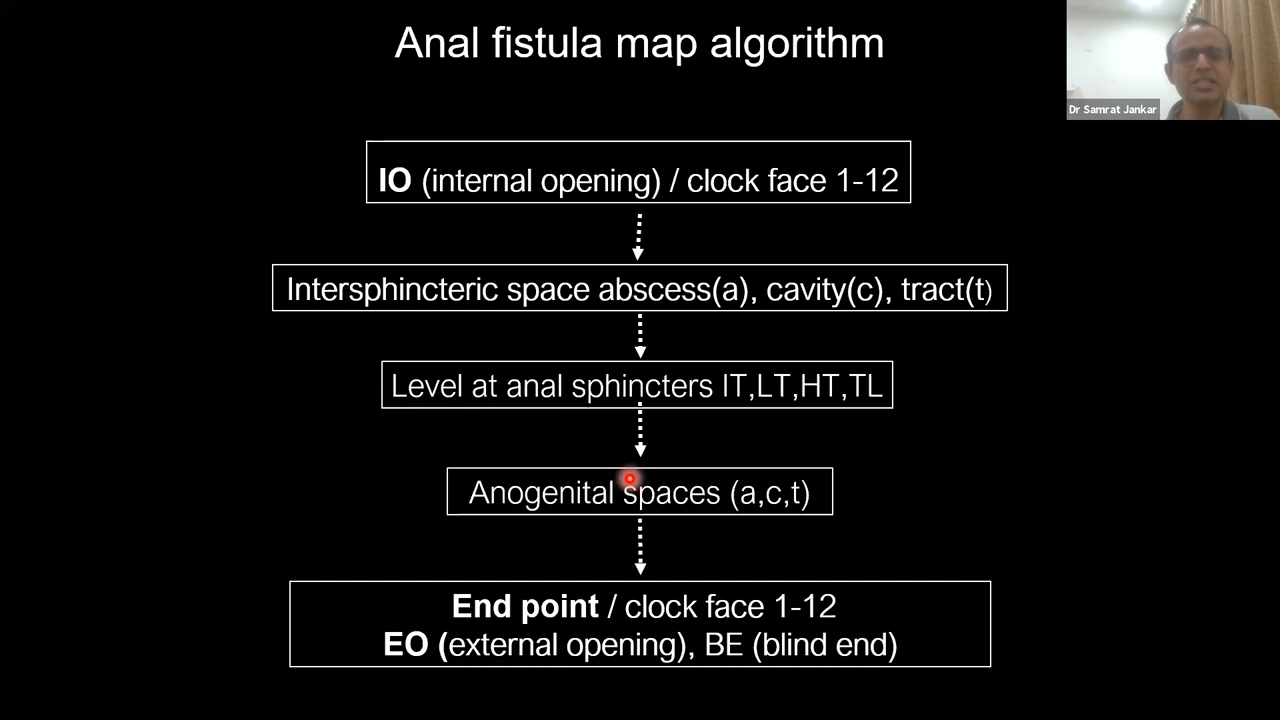 Anal fistula map algorithm
Dr Samrat Jankar
IO (internal opening) / clock face 1-12
Intersphincteric space abscess(a), cavity(c), tract(t)
Level at anal sphincters IT,LT,HT,TL
Anogenital spaces (a,c,t)
End point / clock face 1-12
EO (external opening), BE (blind end)